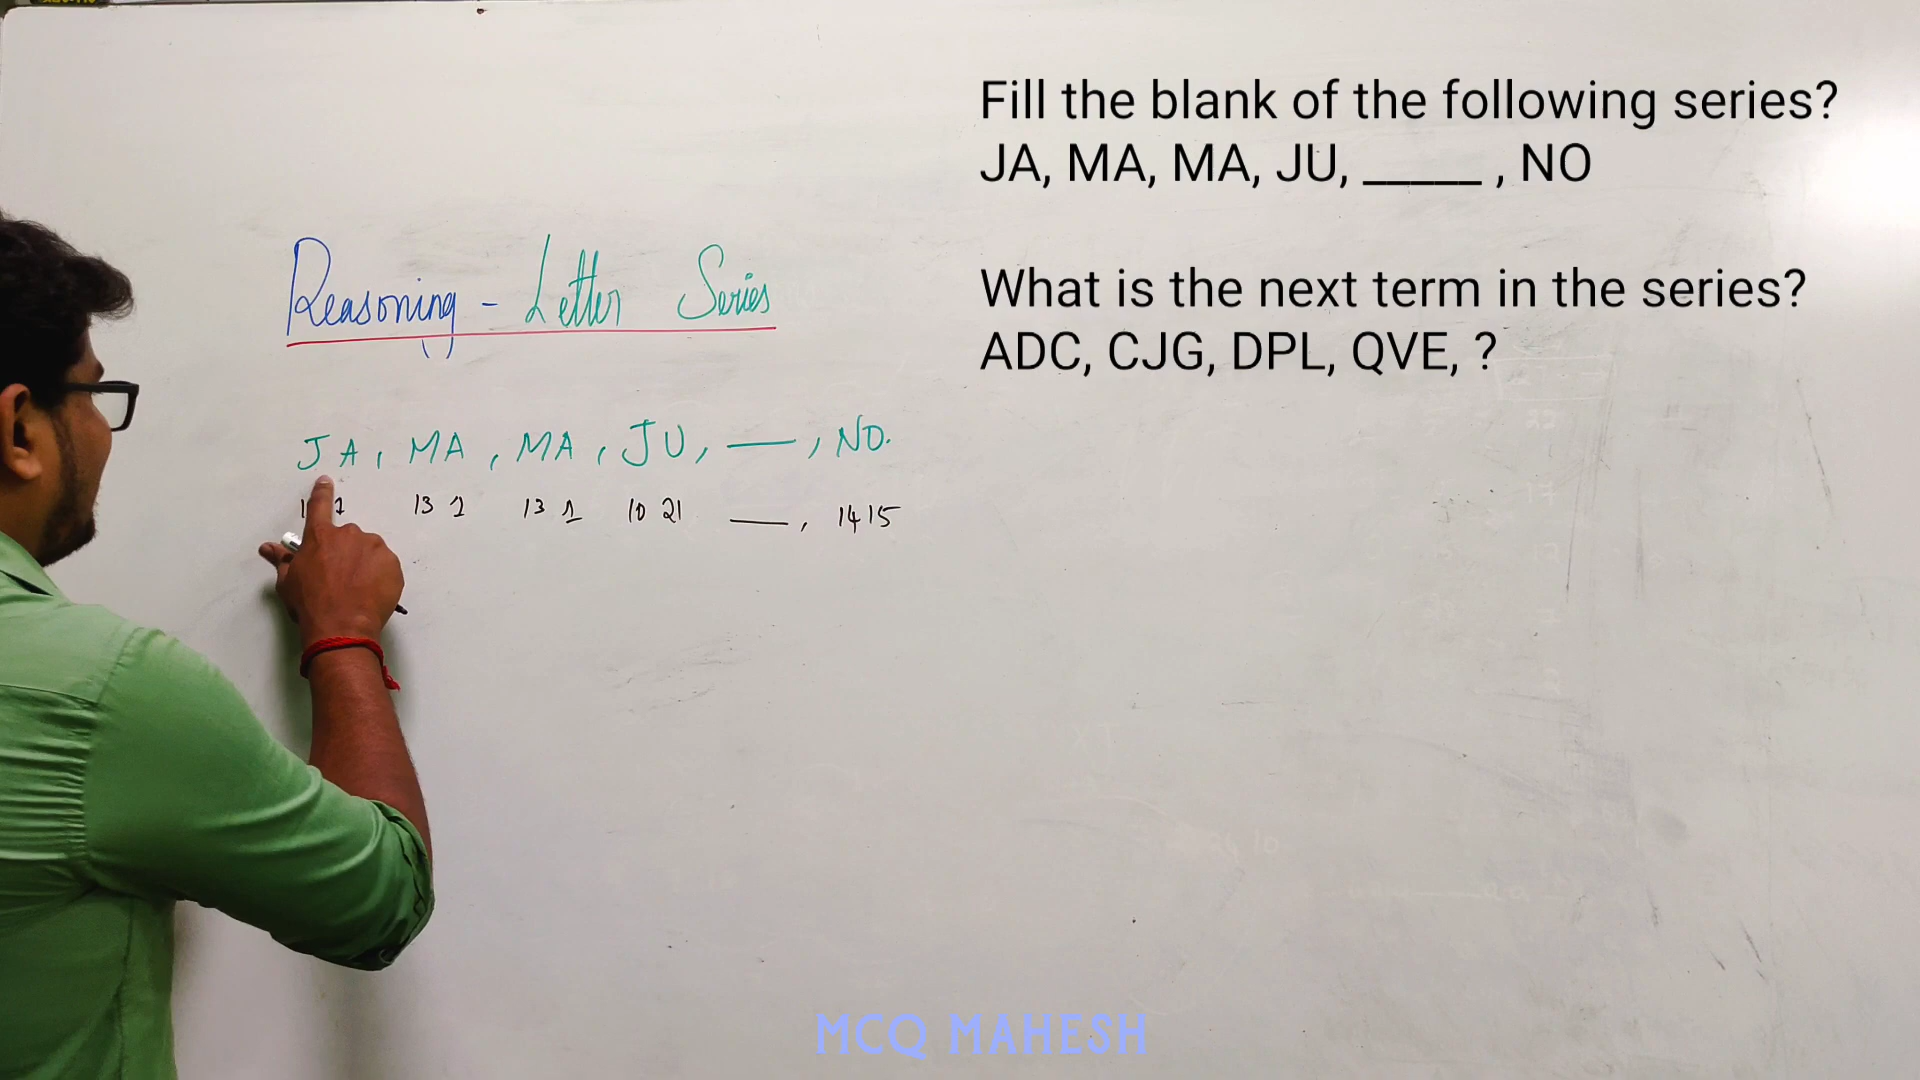 Fill the blank of the following series?
JA, MA, MA, JU, _____ , NO
What is the next term in the series?
ADC, CJG, DPL, QVE, ?
Reasoning - Letter Series
JA, MA, MA, JU, —, NO.
1 13 1 13 1 10 21 —, 14 15
MCQ MAHESH